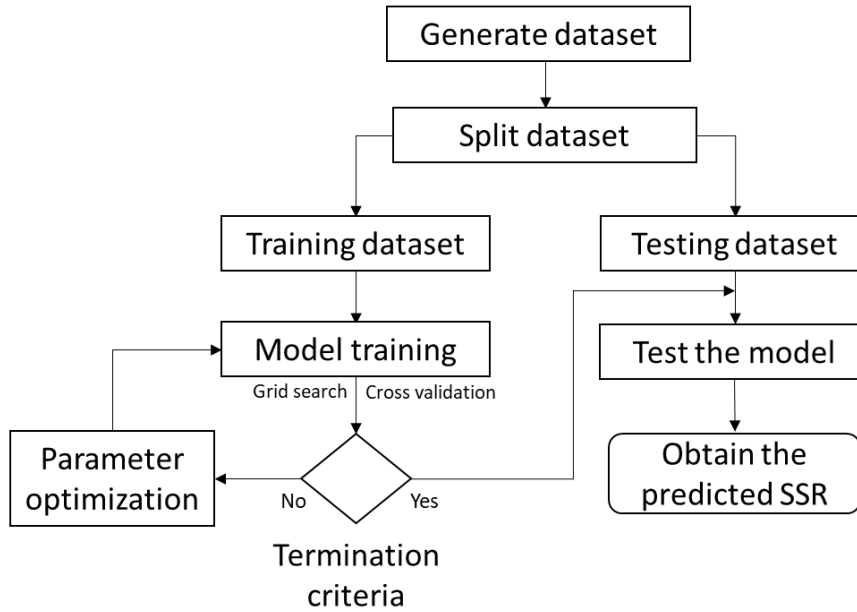 Generate dataset
Split dataset
Training dataset
Testing dataset
Model training
Test the model
Grid search
Cross validation
Parameter
optimization
No
Yes
Obtain the
predicted SSR
Termination
criteria